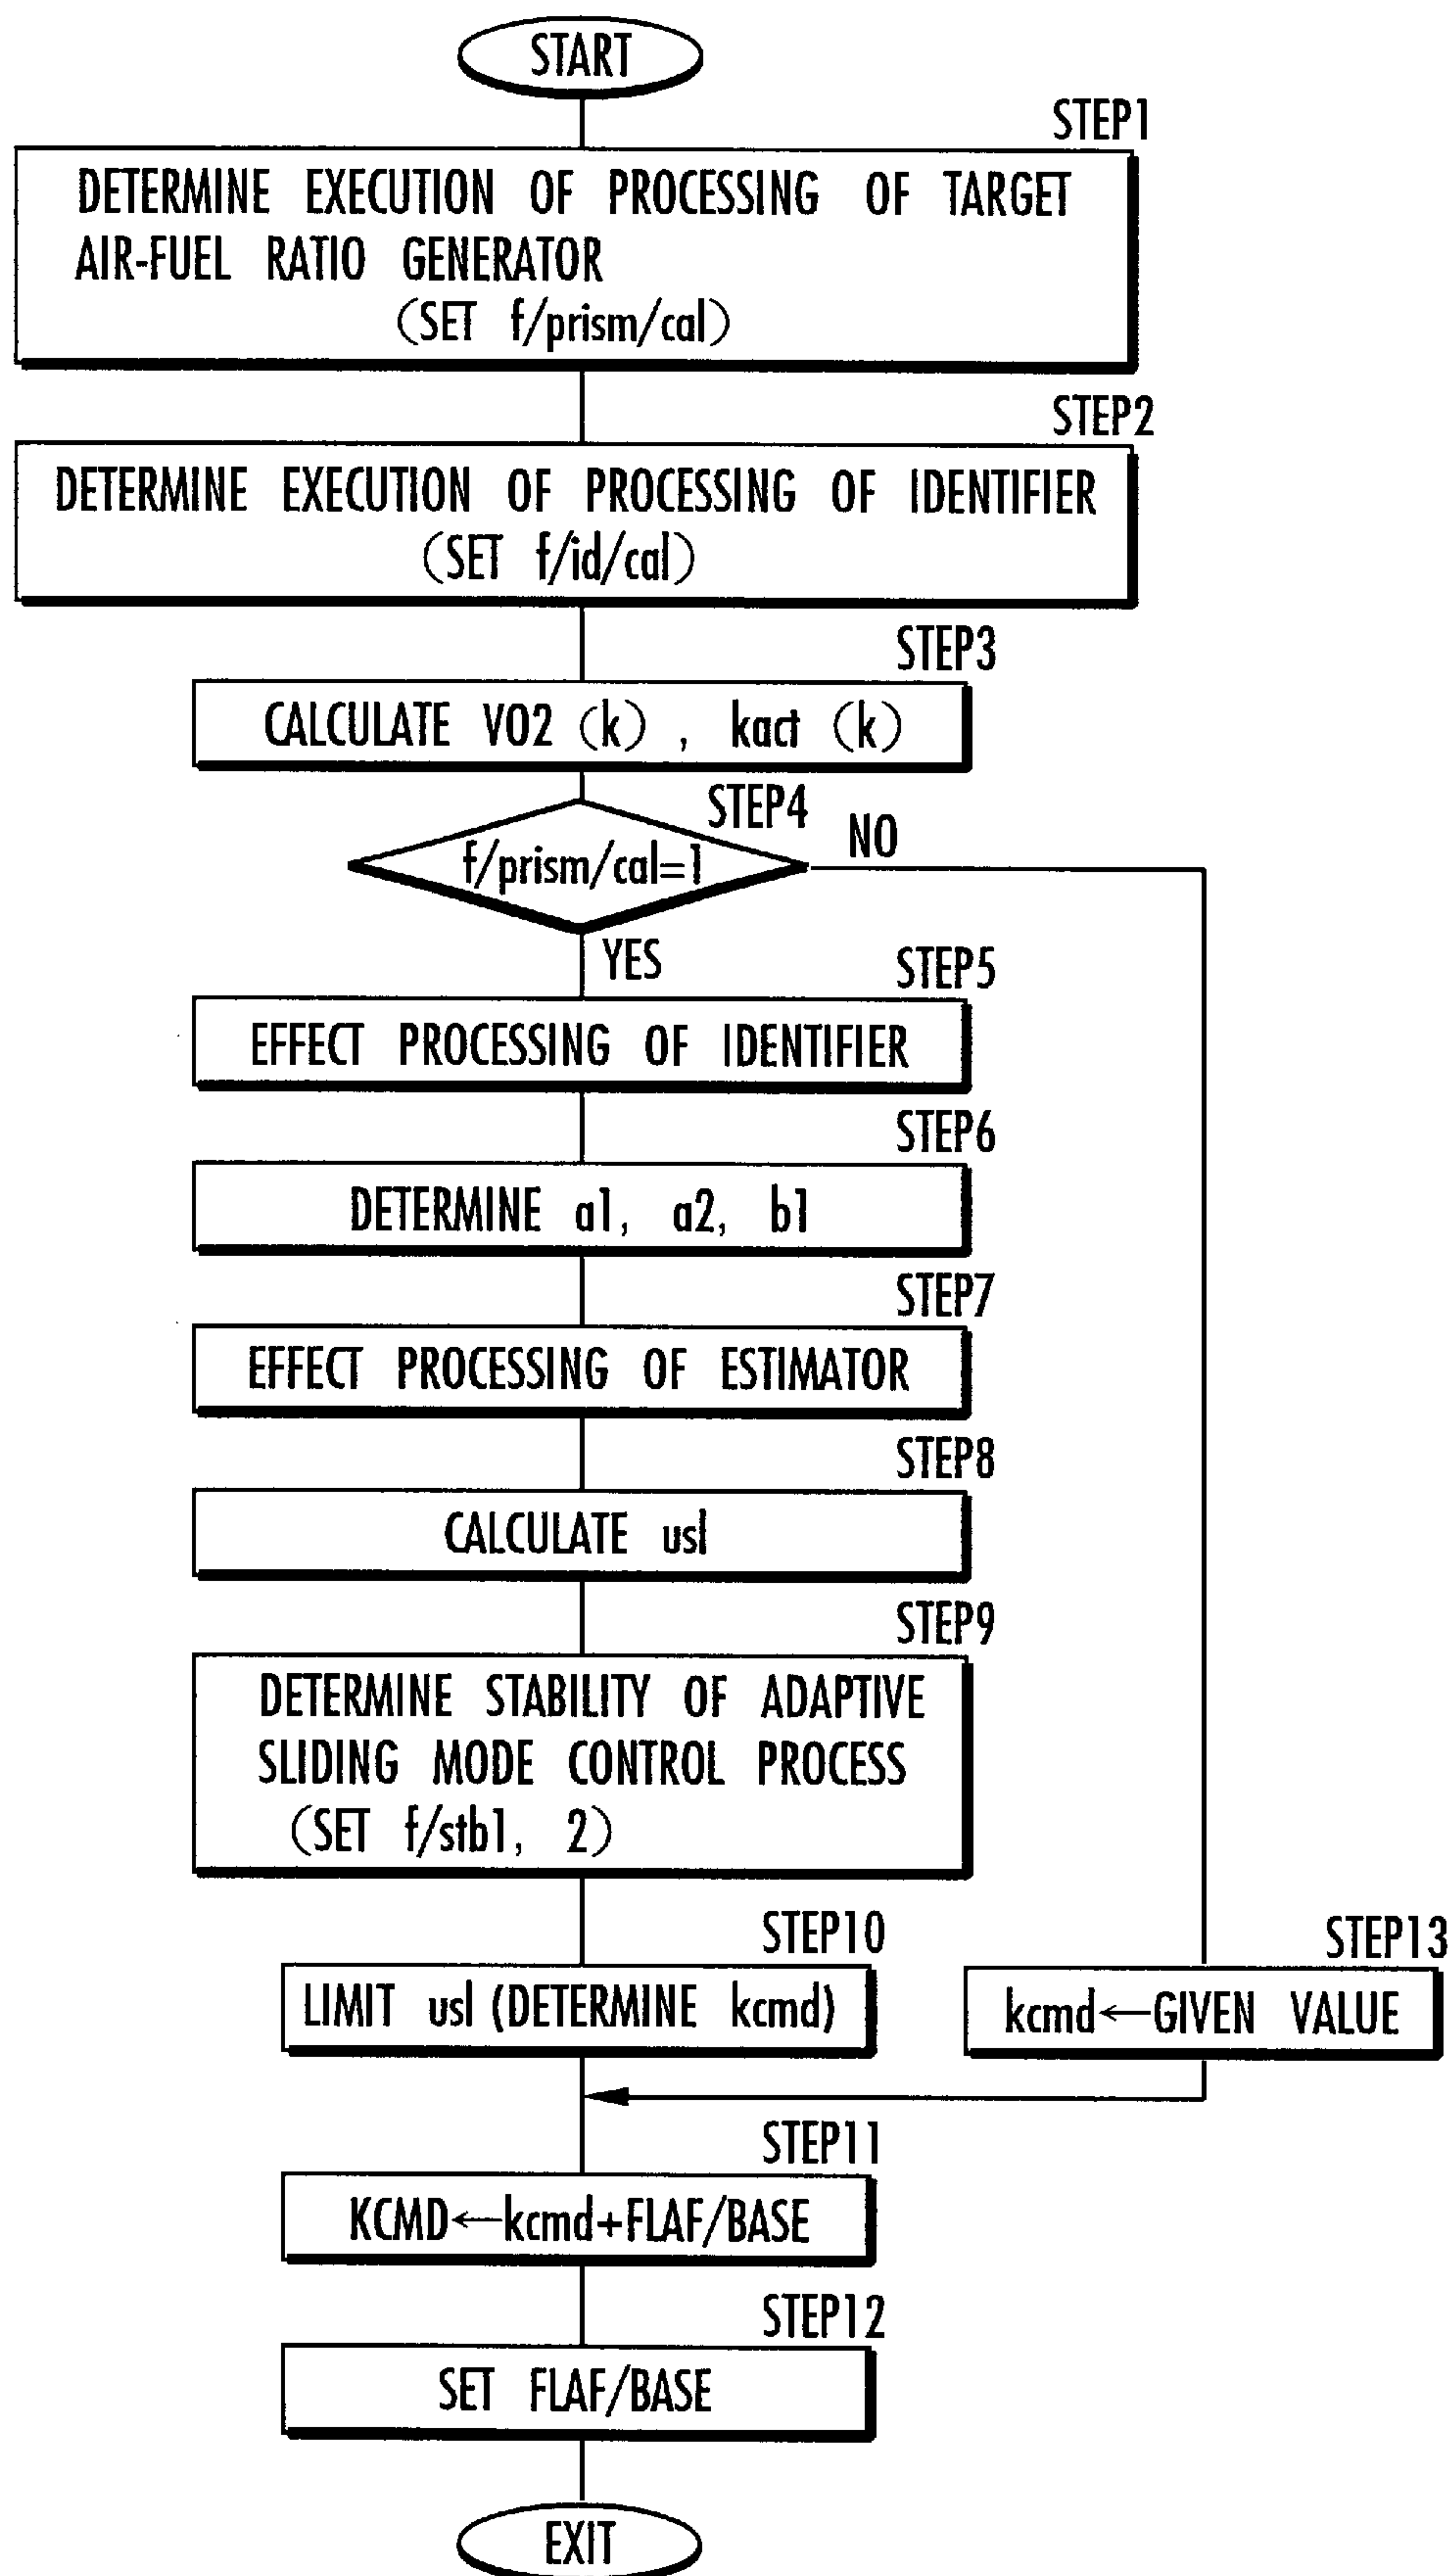 START
STEP1
DETERMINE EXECUTION OF PROCESSING OF TARGET
AIR-FUEL RATIO GENERATOR
(SET f/prism/cal)
STEP2
DETERMINE EXECUTION OF PROCESSING OF IDENTIFIER
(SET f/id/cal)
STEP3
CALCULATE VO2 (k) , kact (k)
STEP4
f/prism/cal=1
NO
YES
STEP5
EFFECT PROCESSING OF IDENTIFIER
STEP6
DETERMINE a1, a2, b1
STEP7
EFFECT PROCESSING OF ESTIMATOR
STEP8
CALCULATE usl
STEP9
DETERMINE STABILITY OF ADAPTIVE
SLIDING MODE CONTROL PROCESS
(SET f/stb1, 2)
STEP10
LIMIT usl (DETERMINE kcmd)
STEP13
kcmd←GIVEN VALUE
STEP11
KCMD←kcmd+FLAF/BASE
STEP12
SET FLAF/BASE
EXIT